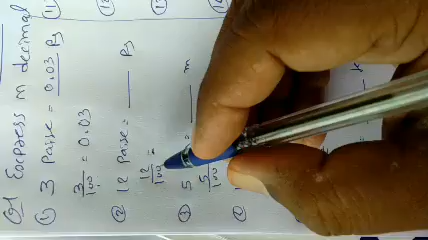 Q1 Express in decimal
① 3 Paise = 0.03 Rs
3/100 = 0.03
② 12 Paise = ____ Rs
12/100 =
③ 5 = ____ m
5/100